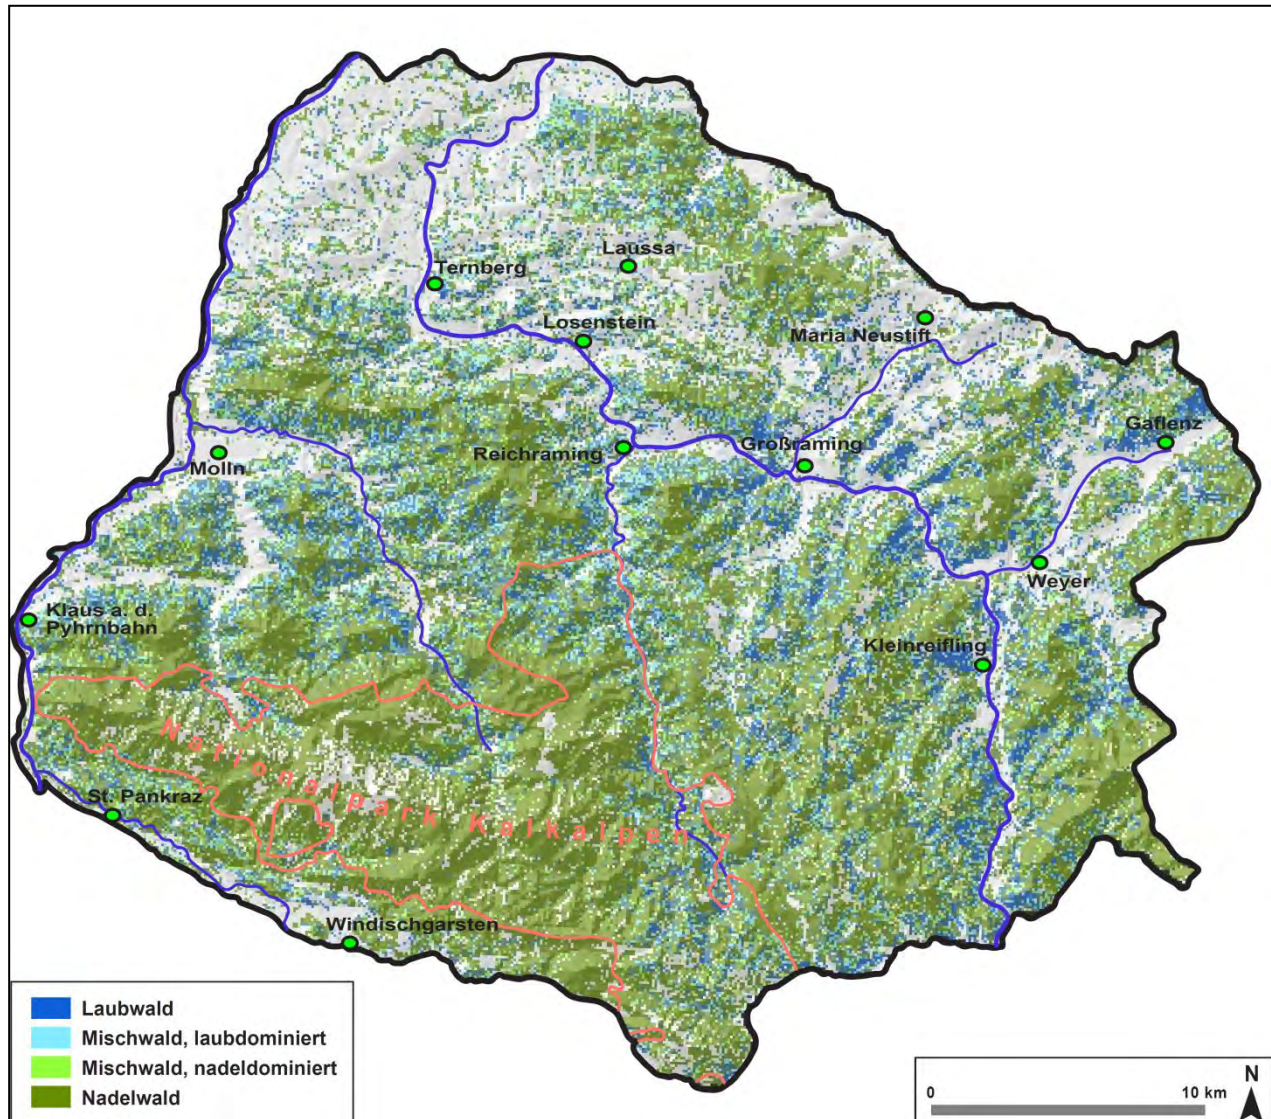 Laussa
Ternberg
Losenstein
Maria Neustift
Gaflenz
Reichraming
Großraming
Molln
Weyer
Klaus a. d.
Pyhrnbahn
Kleinreifling
Nationalpark Kalkalpen
St. Pankraz
Windischgarsten
Laubwald
Mischwald, laubdominiert
Mischwald, nadeldominiert
Nadelwald
0
10 km
N